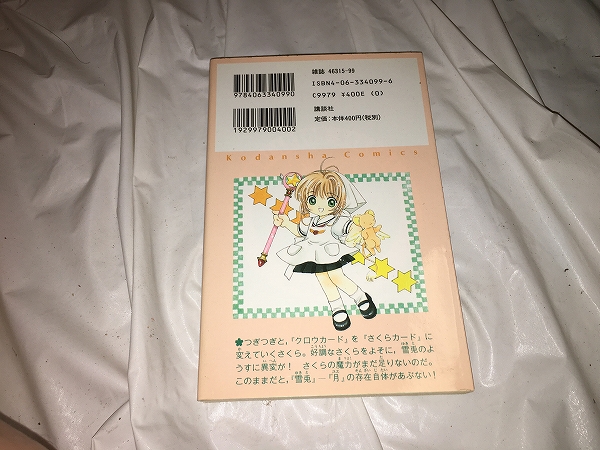 雑誌 46315-99
ISBN4-06-334099-6
C9979 ¥400E (0)
講談社
定価:本体400円(税別)
9784063340990
1929979004002
Kodansha Comics
つぎつぎと、「クロウカード」を「さくらカード」に
変えていくさくら。好調なさくらをよそに、雪兎のよ
うすに異変が! さくらの魔力がまだ足りないのだ。
このままだと、「雪兎」―「月」の存在自体があぶない!